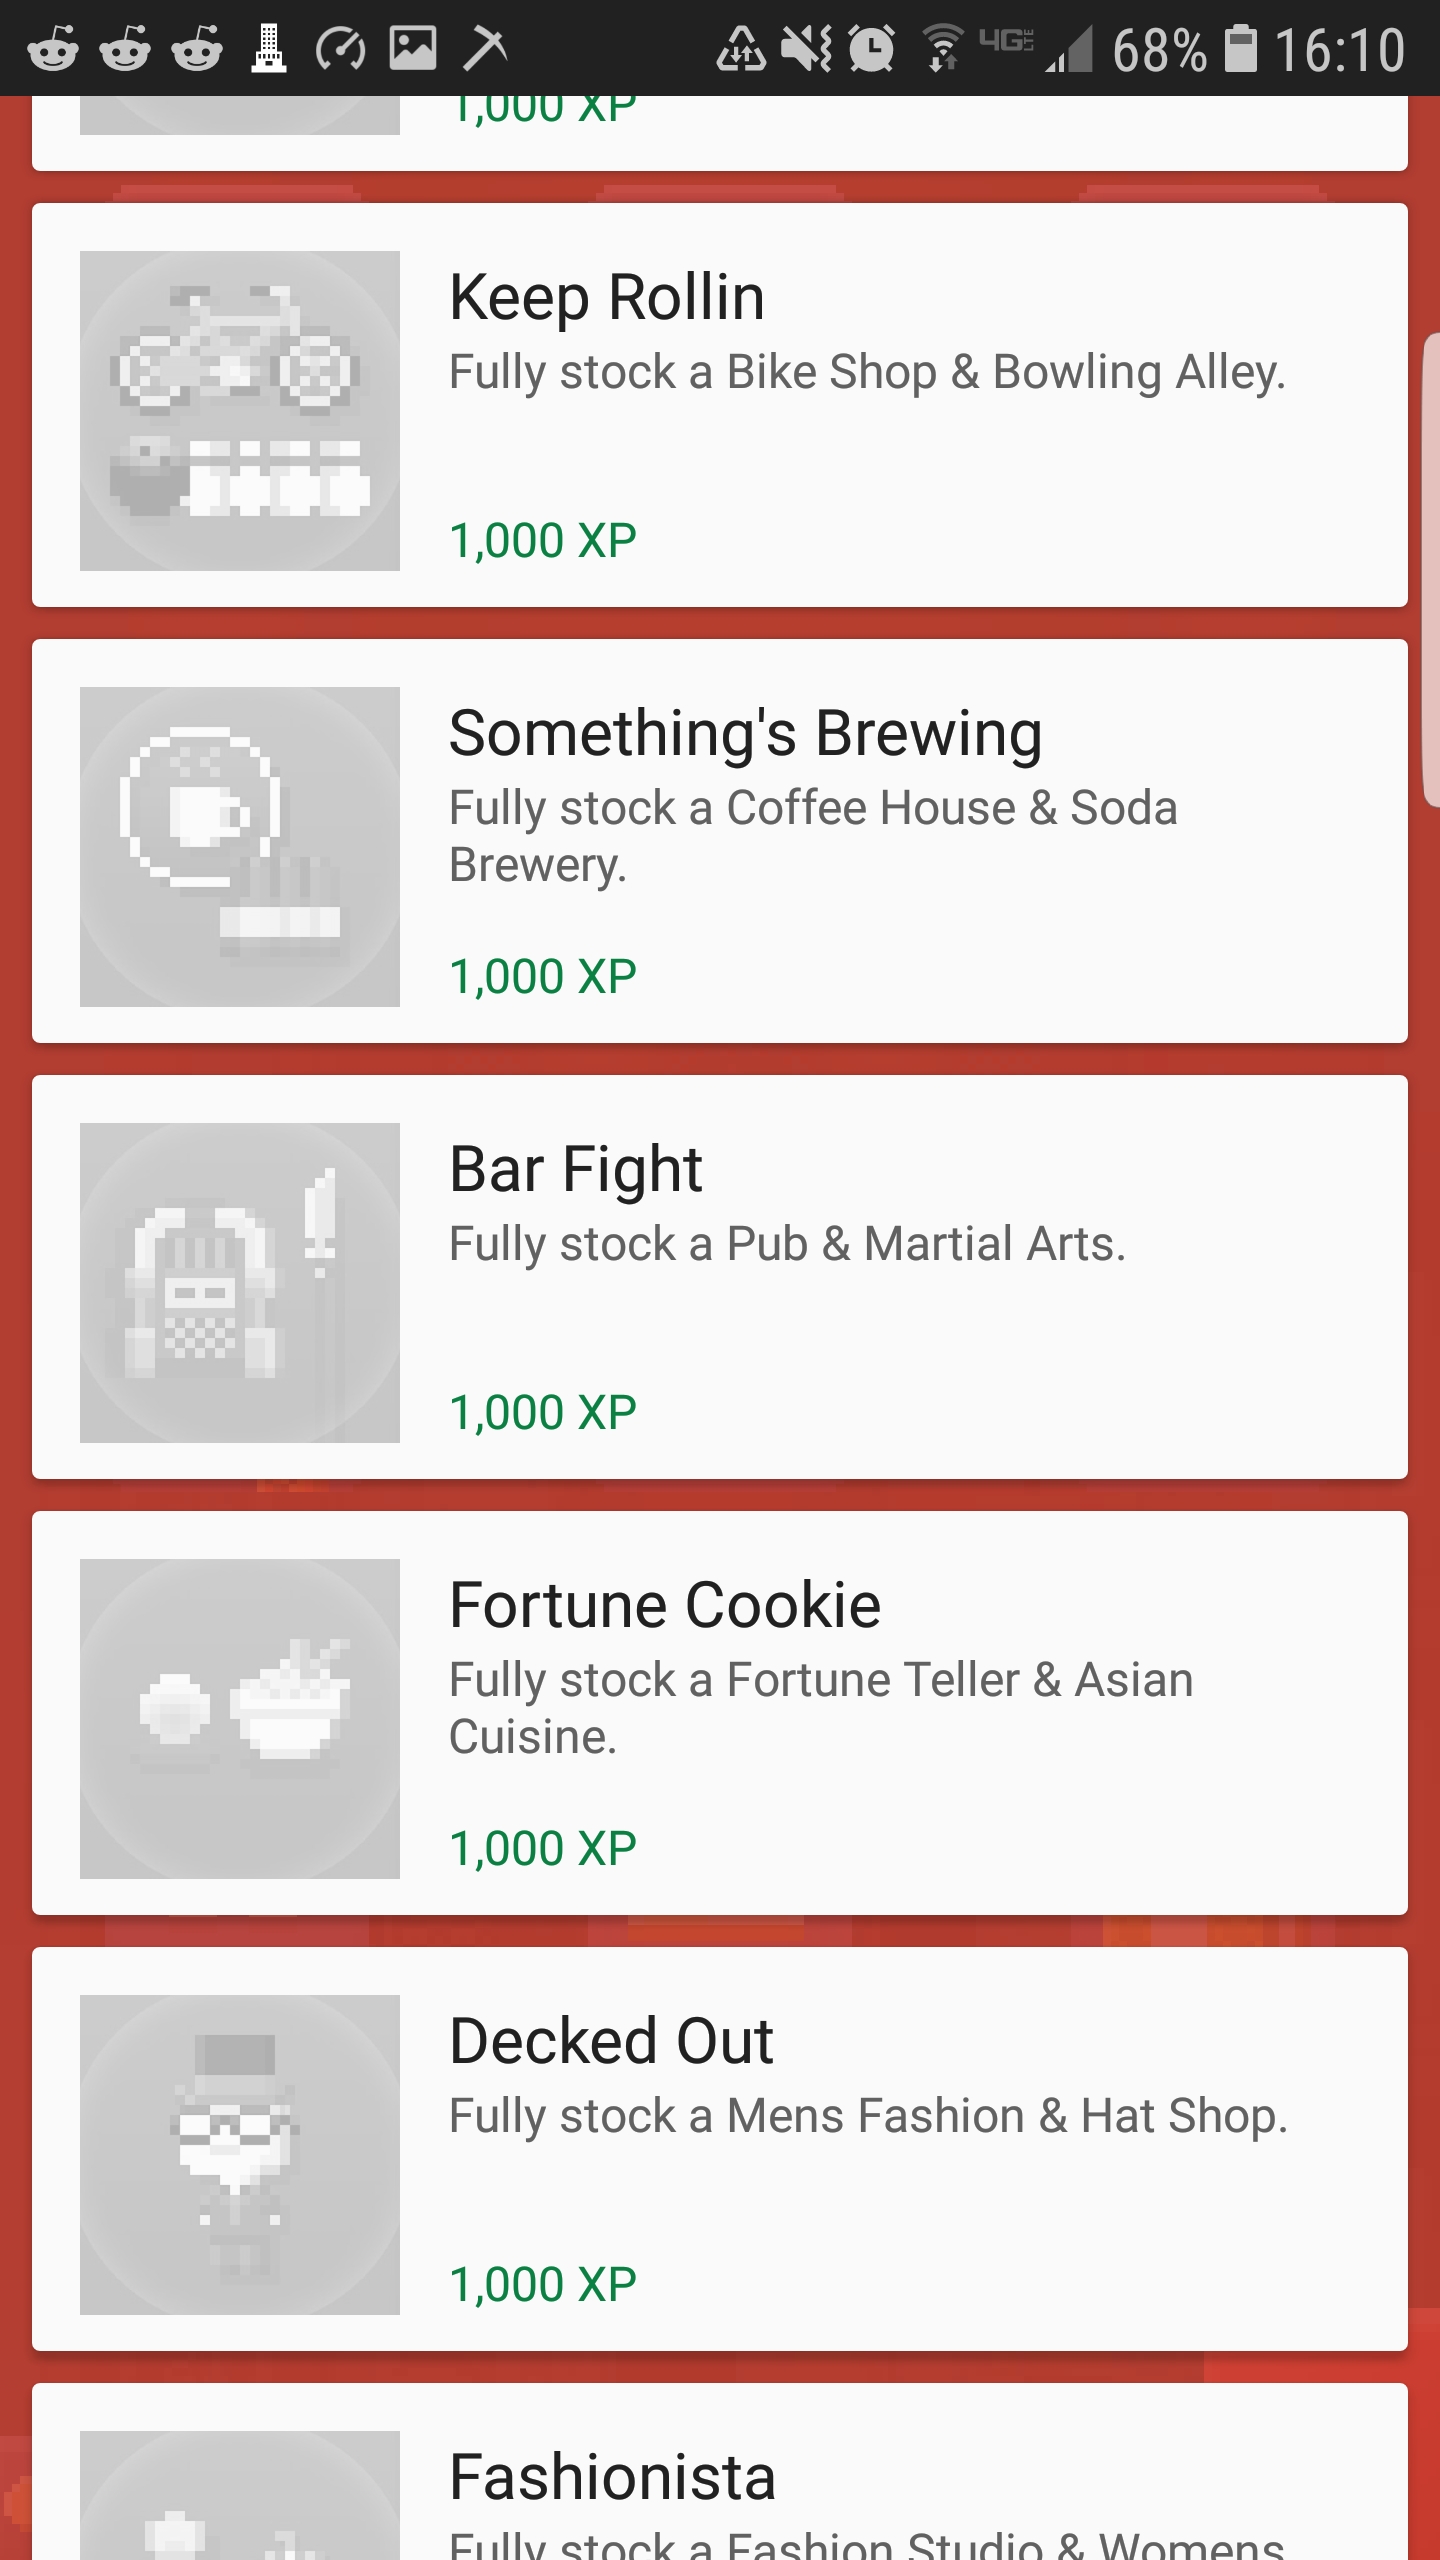 4G LTE 68% 16:10
1,000 XP
Keep Rollin
Fully stock a Bike Shop & Bowling Alley.
1,000 XP
Something's Brewing
Fully stock a Coffee House & Soda
Brewery.
1,000 XP
Bar Fight
Fully stock a Pub & Martial Arts.
1,000 XP
Fortune Cookie
Fully stock a Fortune Teller & Asian
Cuisine.
1,000 XP
Decked Out
Fully stock a Mens Fashion & Hat Shop.
1,000 XP
Fashionista
Fully stock a Fashion Studio & Womens